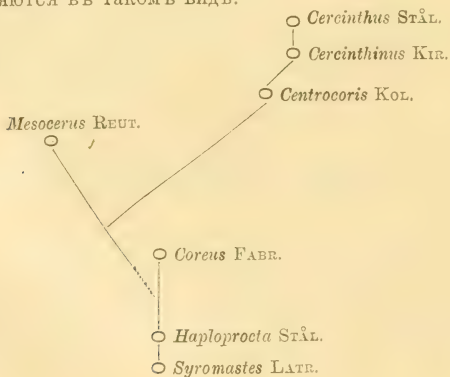 ются въ такомъ видѣ:
Cercinthus Stål.
Cercinthinus Kir.
Centrocoris Kol.
Mesocerus Reut.
Coreus Fabr.
Haploprocta Stål.
Syromastes Latr.